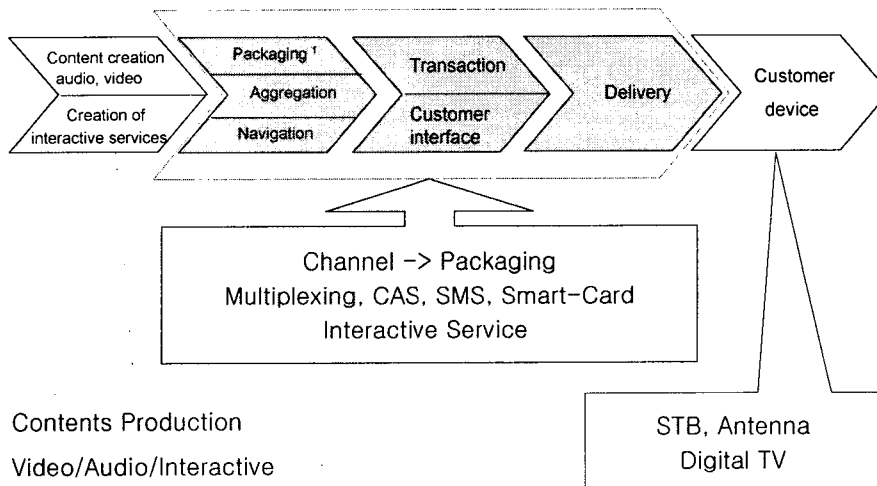 Content creation
audio, video
Creation of
interactive services
Packaging ¹
Aggregation
Navigation
Transaction
Customer
interface
Delivery
Customer
device
Channel -> Packaging
Multiplexing, CAS, SMS, Smart-Card
Interactive Service
Contents Production
Video/Audio/Interactive
STB, Antenna
Digital TV